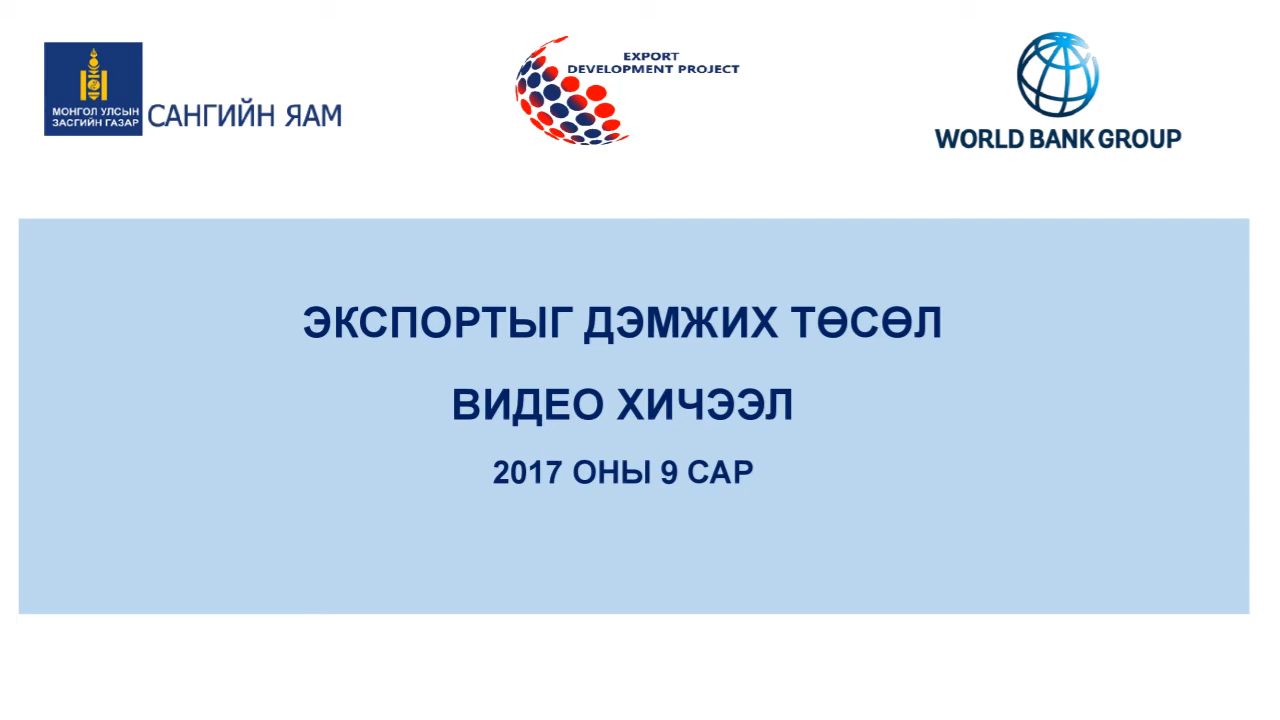 МОНГОЛ УЛСЫН
ЗАСГИЙН ГАЗАР
САНГИЙН ЯАМ
EXPORT
DEVELOPMENT PROJECT
WORLD BANK GROUP
ЭКСПОРТЫГ ДЭМЖИХ ТӨСӨЛ
ВИДЕО ХИЧЭЭЛ
2017 ОНЫ 9 САР